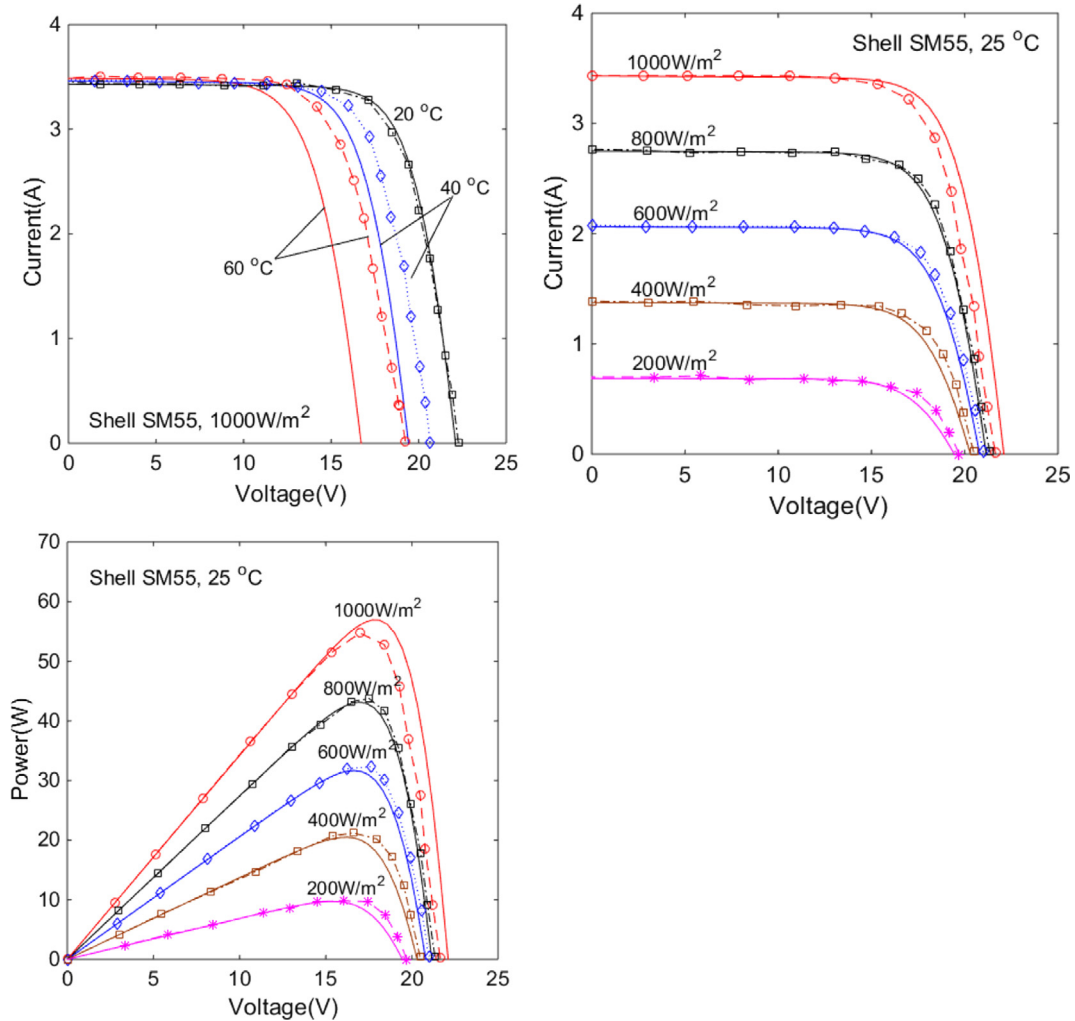 4
3
2
1
0
0 5 10 15 20 25
Current(A)
Voltage(V)
20 °C
40 °C
60 °C
Shell SM55, 1000W/m²
4
3
2
1
0
0 5 10 15 20 25
Current(A)
Voltage(V)
Shell SM55, 25 °C
1000W/m²
800W/m²
600W/m²
400W/m²
200W/m²
70
60
50
40
30
20
10
0
0 5 10 15 20 25
Power(W)
Voltage(V)
Shell SM55, 25 °C
1000W/m²
800W/m²
600W/m²
400W/m²
200W/m²